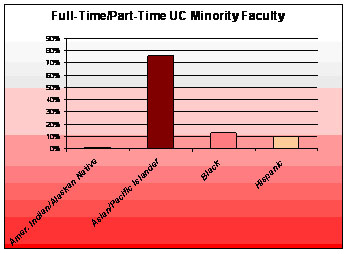 Full-Time/Part-Time UC Minority Faculty
90%
80%
70%
60%
50%
40%
30%
20%
10%
0%
Amer. Indian/Alaskan Native
Asian/Pacific Islander
Black
Hispanic